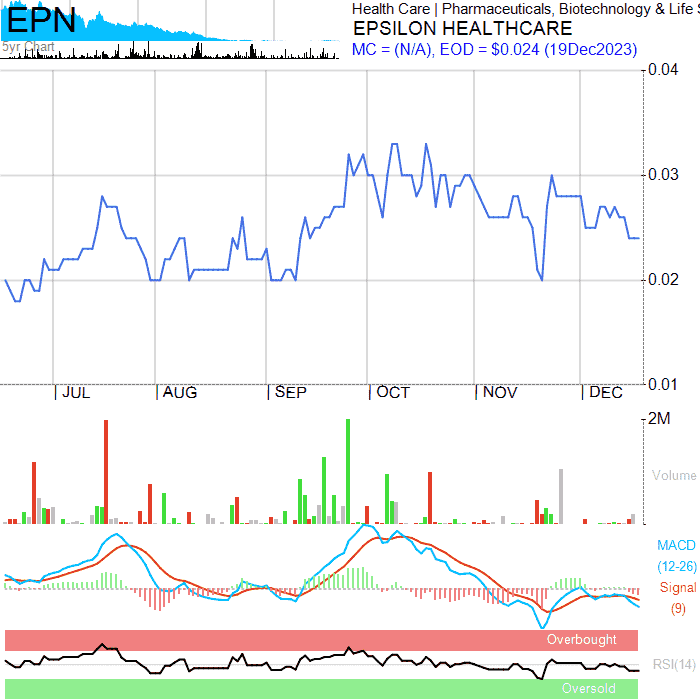 EPN
5yr Chart
Health Care | Pharmaceuticals, Biotechnology & Life S
EPSILON HEALTHCARE
MC = (N/A), EOD = $0.024 (19Dec2023)
0.04
0.03
0.02
0.01
JUL AUG SEP OCT NOV DEC
2M
Volume
MACD
(12-26)
Signal
(9)
Overbought
RSI(14)
Oversold